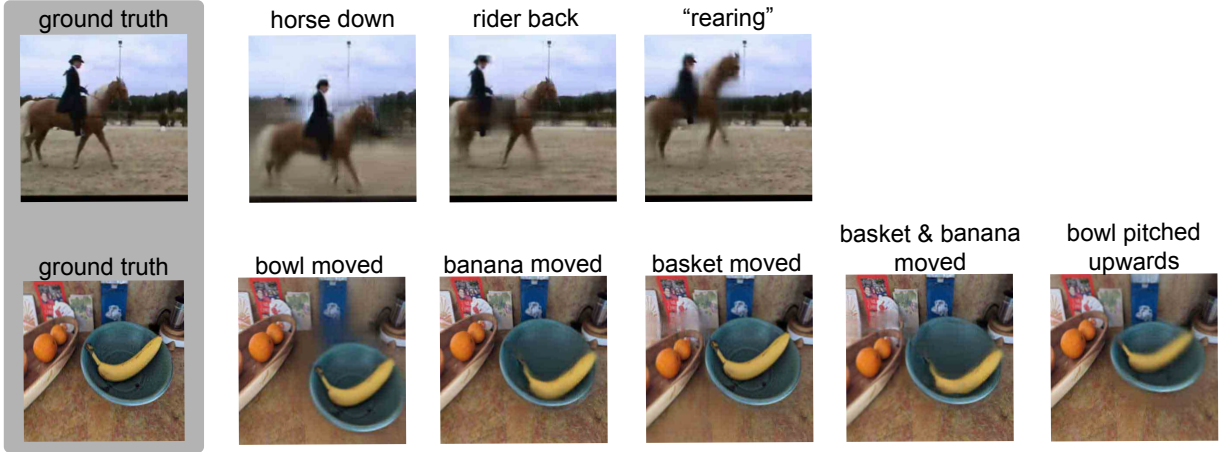 ground truth
horse down
rider back
“rearing”
ground truth
bowl moved
banana moved
basket moved
basket & banana
moved
bowl pitched
upwards